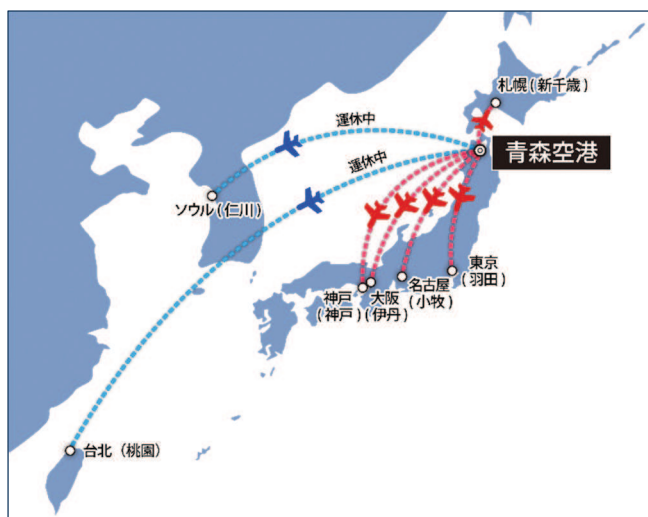 札幌(新千歳)
運休中
青森空港
運休中
ソウル(仁川)
東京
(羽田)
名古屋
(小牧)
大阪
(伊丹)
神戸
(神戸)
台北（桃園）